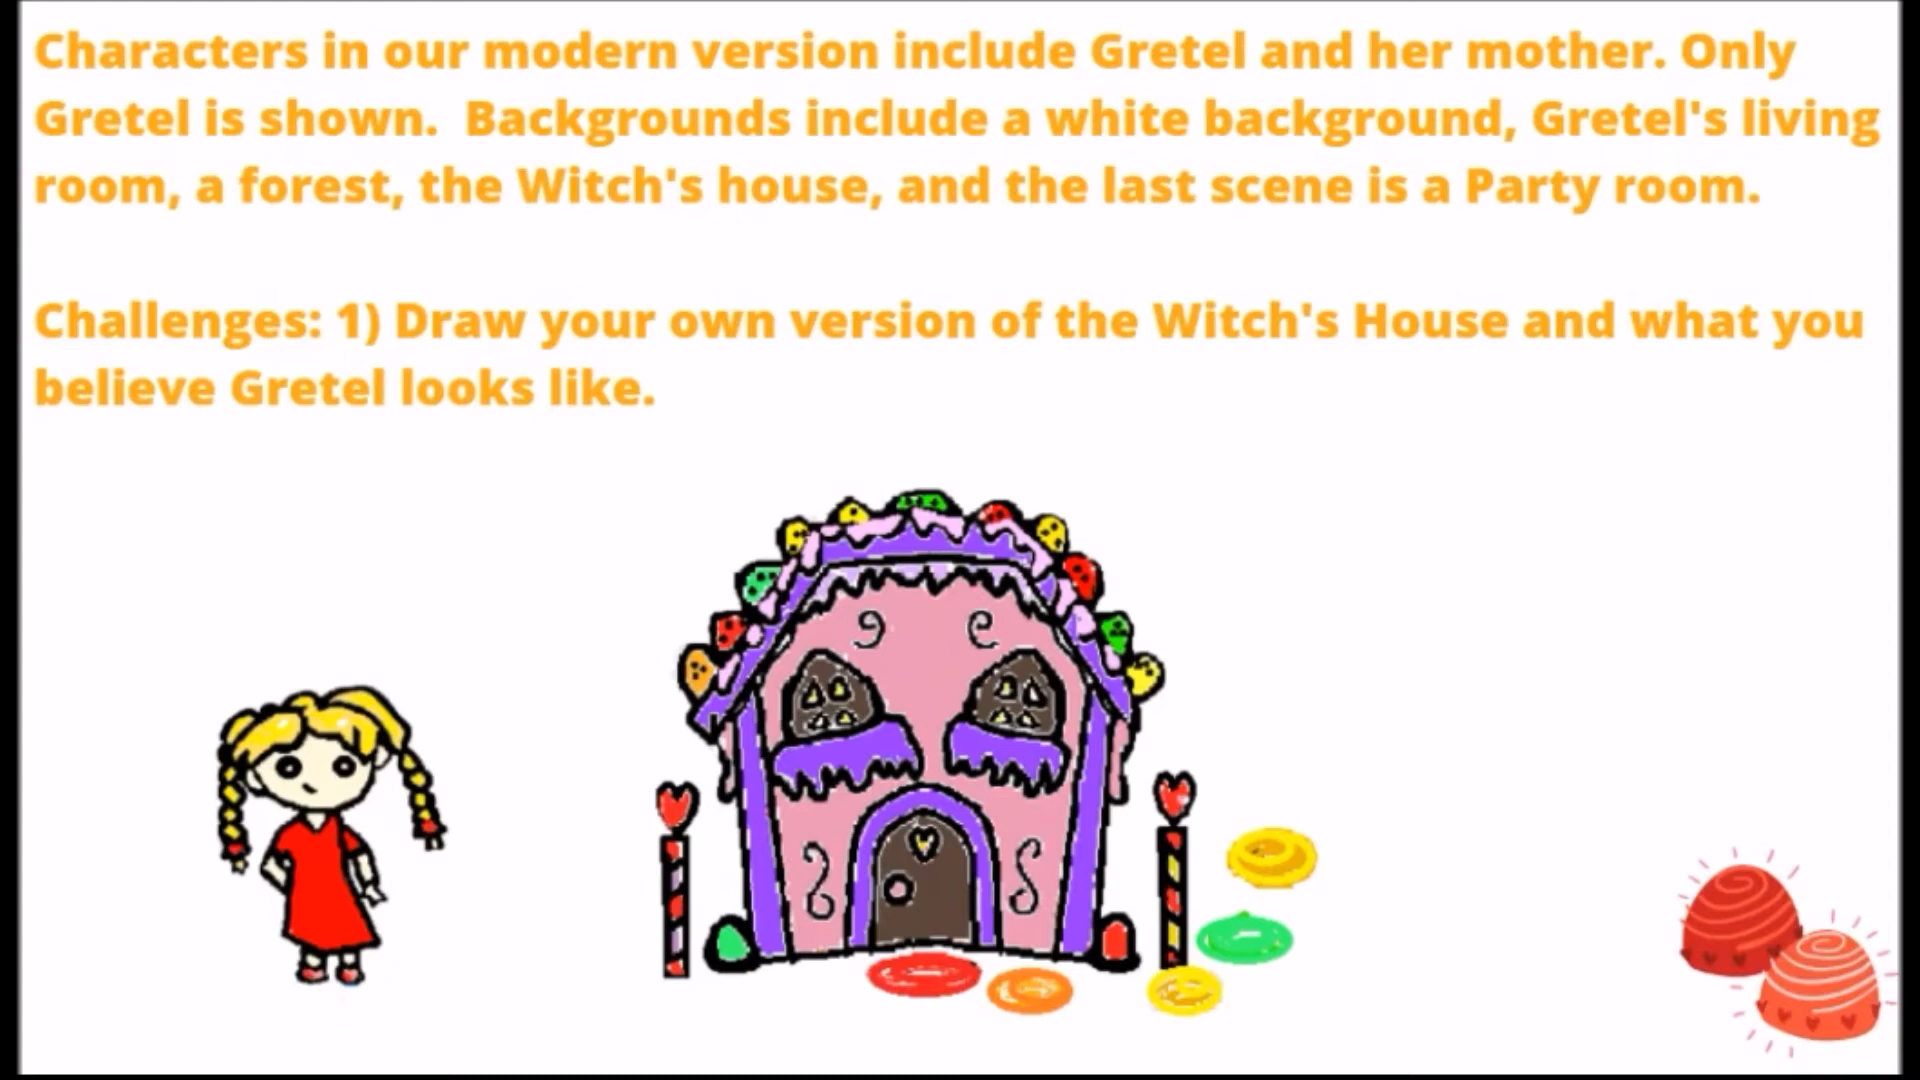 Characters in our modern version include Gretel and her mother. Only
Gretel is shown.  Backgrounds include a white background, Gretel's living
room, a forest, the Witch's house, and the last scene is a Party room.
Challenges: 1) Draw your own version of the Witch's House and what you
believe Gretel looks like.